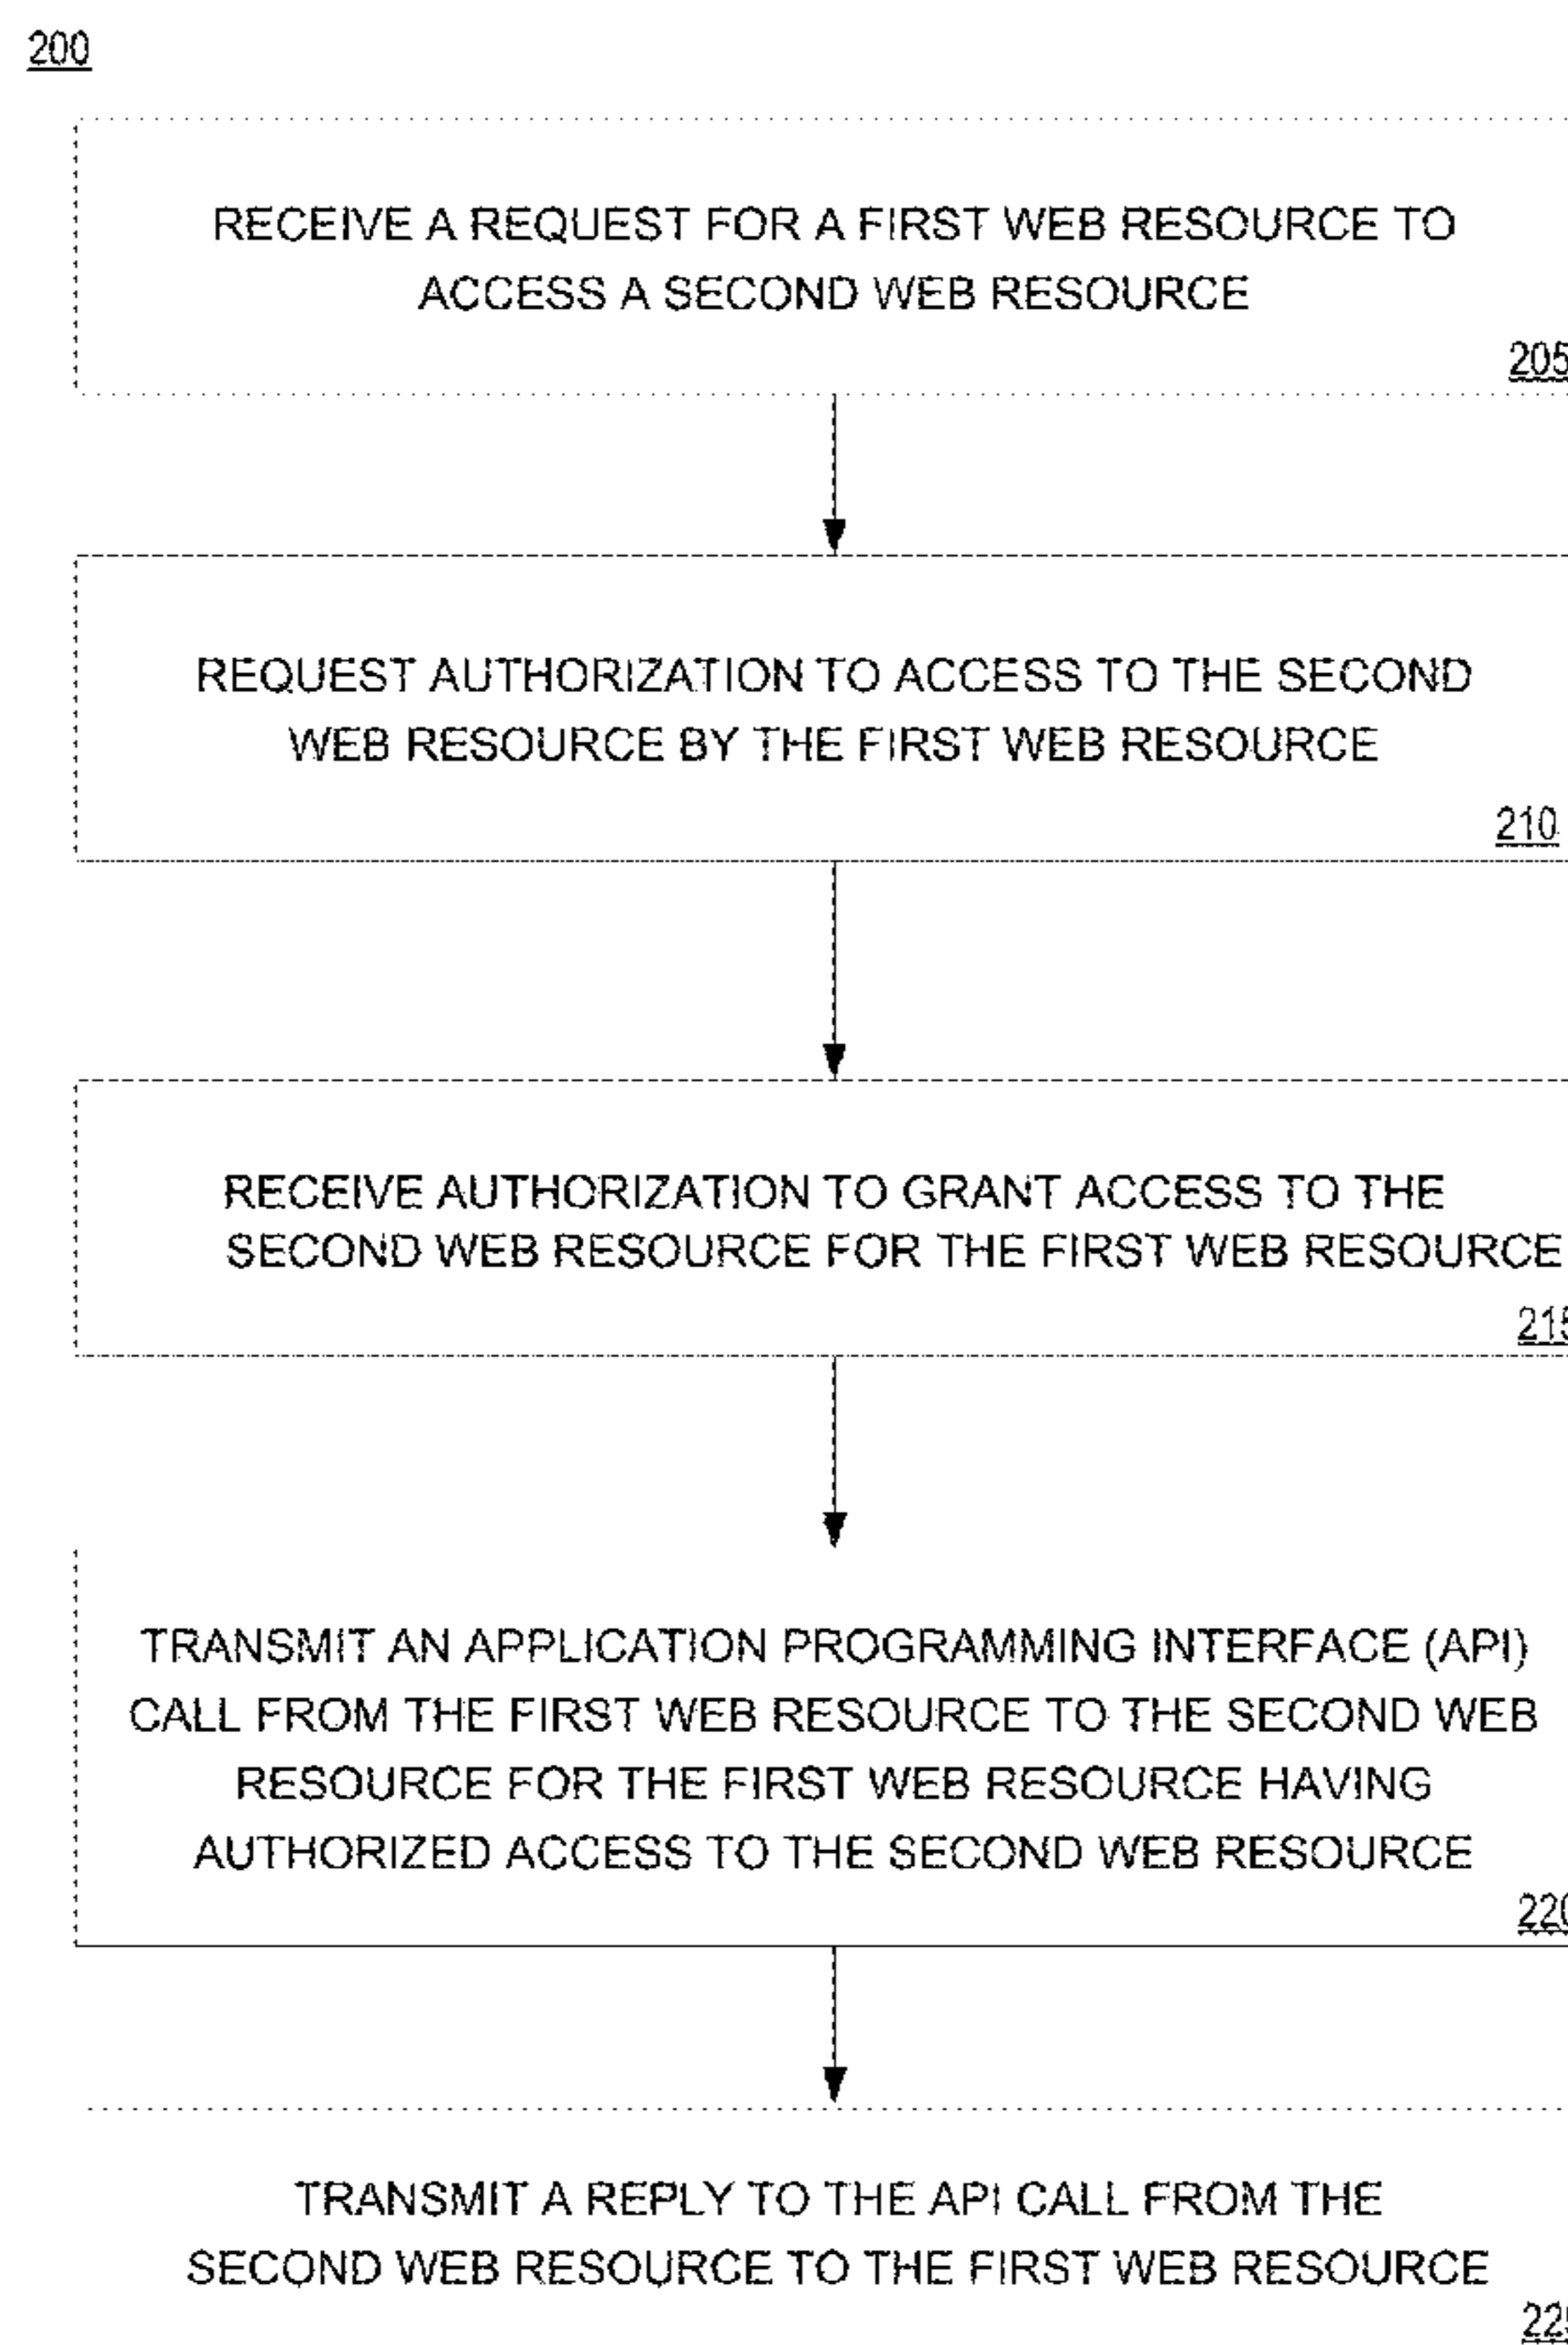 200
RECEIVE A REQUEST FOR A FIRST WEB RESOURCE TO
ACCESS A SECOND WEB RESOURCE
205
REQUEST AUTHORIZATION TO ACCESS TO THE SECOND
WEB RESOURCE BY THE FIRST WEB RESOURCE
210
RECEIVE AUTHORIZATION TO GRANT ACCESS TO THE
SECOND WEB RESOURCE FOR THE FIRST WEB RESOURCE
215
TRANSMIT AN APPLICATION PROGRAMMING INTERFACE (API)
CALL FROM THE FIRST WEB RESOURCE TO THE SECOND WEB
RESOURCE FOR THE FIRST WEB RESOURCE HAVING
AUTHORIZED ACCESS TO THE SECOND WEB RESOURCE
220
TRANSMIT A REPLY TO THE API CALL FROM THE
SECOND WEB RESOURCE TO THE FIRST WEB RESOURCE
225